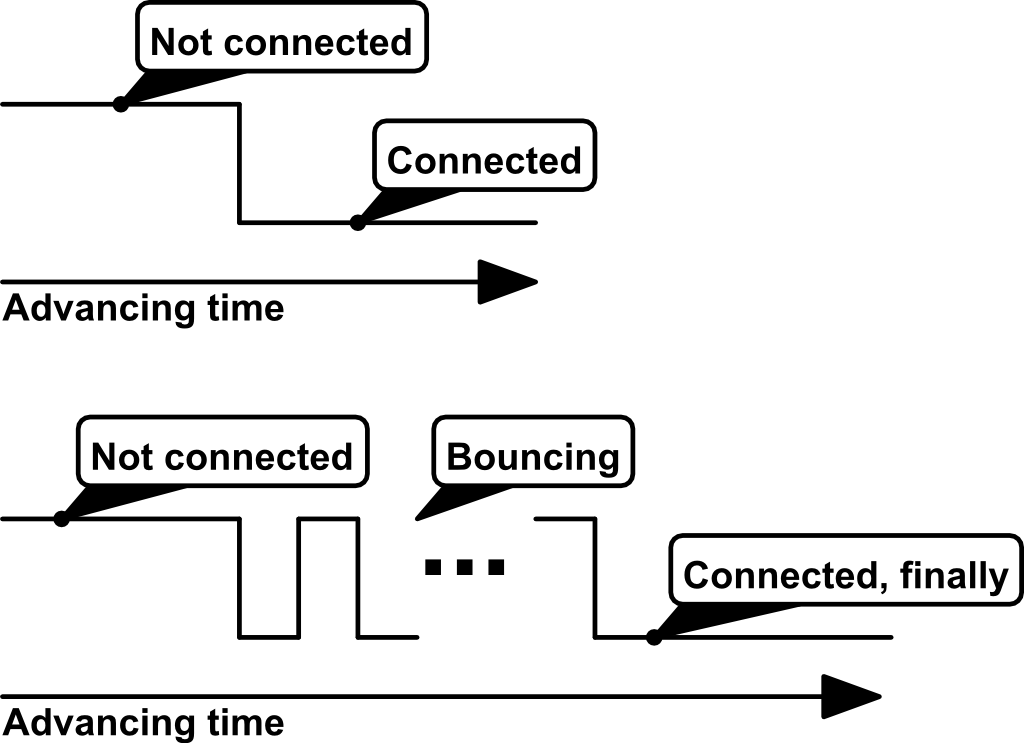 Not connected
Connected
Advancing time
Not connected
Bouncing
Connected, finally
Advancing time